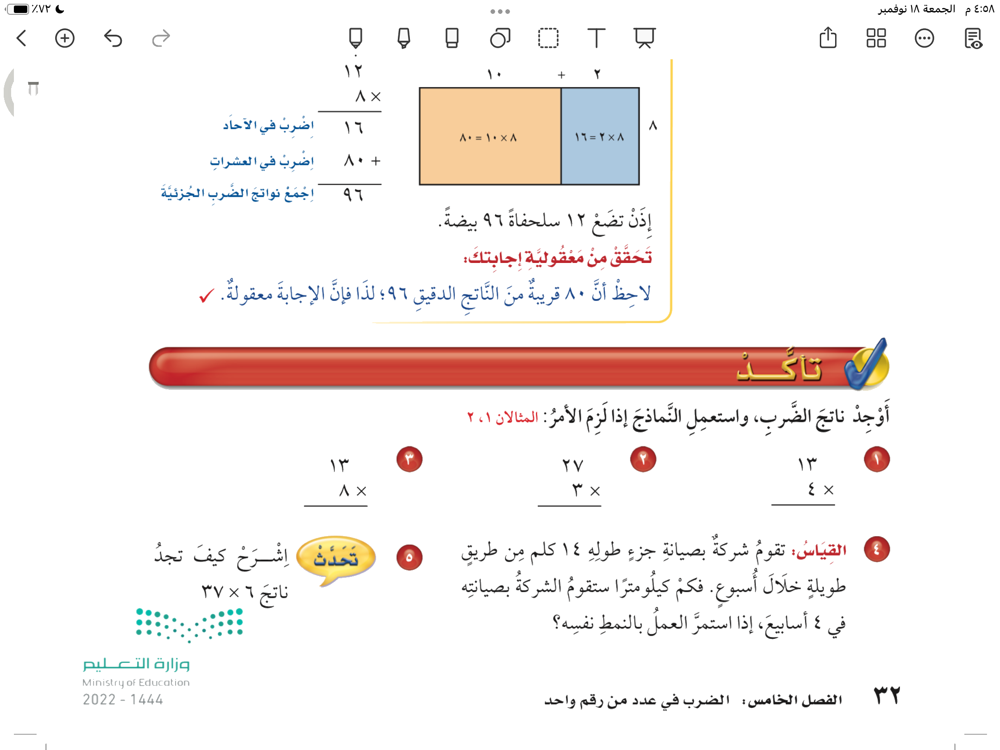 ٤:٥٨ م الجمعة ١٨ نوفمبر
٪٧٢
١٠ + ٢
٨
٨ × ٢ = ١٦
٨ × ١٠ = ٨٠
١٢
× ٨
١٦ اِضْرِبْ في الآحاَد
+ ٨٠ اِضْرِبْ في العشراتِ
٩٦ اِجْمَعْ نواتجَ الضَّربِ الجُزئيَّةَ
إِذَنْ تضَعْ ١٢ سلحفاةً ٩٦ بيضةً.
تَحَقَّقْ مِنْ مَعْقُوليَّةِ إجابِتكَ:
لاحِظْ أنَّ ٨٠ قريبةٌ منَ النَّاتجِ الدقيقِ ٩٦؛ لذَا فإنَّ الإجابةَ معقولةٌ. ✓
تأكَّـــدْ
أَوْجِدْ ناتجَ الضَّربِ، واستعمِلِ النَّماذجَ إذا لَزِمَ الأمرُ: المثالان ١، ٢
١
١٣
× ٤
٢
٢٧
× ٣
٣
١٣
× ٨
٤ القِيَاسُ: تقومُ شركةٌ بصيانةِ جزءٍ طولِهِ ١٤ كلم مِن طريقٍ
طويلةٍ خلَالَ أُسبوعٍ. فكمْ كيلُومترًا ستقومُ الشركةُ بصيانتِه
في ٤ أسابيعَ، إذا استمرَّ العملُ بالنمطِ نفسِه؟
٥ تَحَدَّثْ اِشْـــرَحْ كيفَ تجدُ
ناتجَ ٦ × ٣٧
وزارة التـعـليم
Ministry of Education
2022 - 1444
٣٢ الفصل الخامس: الضرب في عدد من رقم واحد